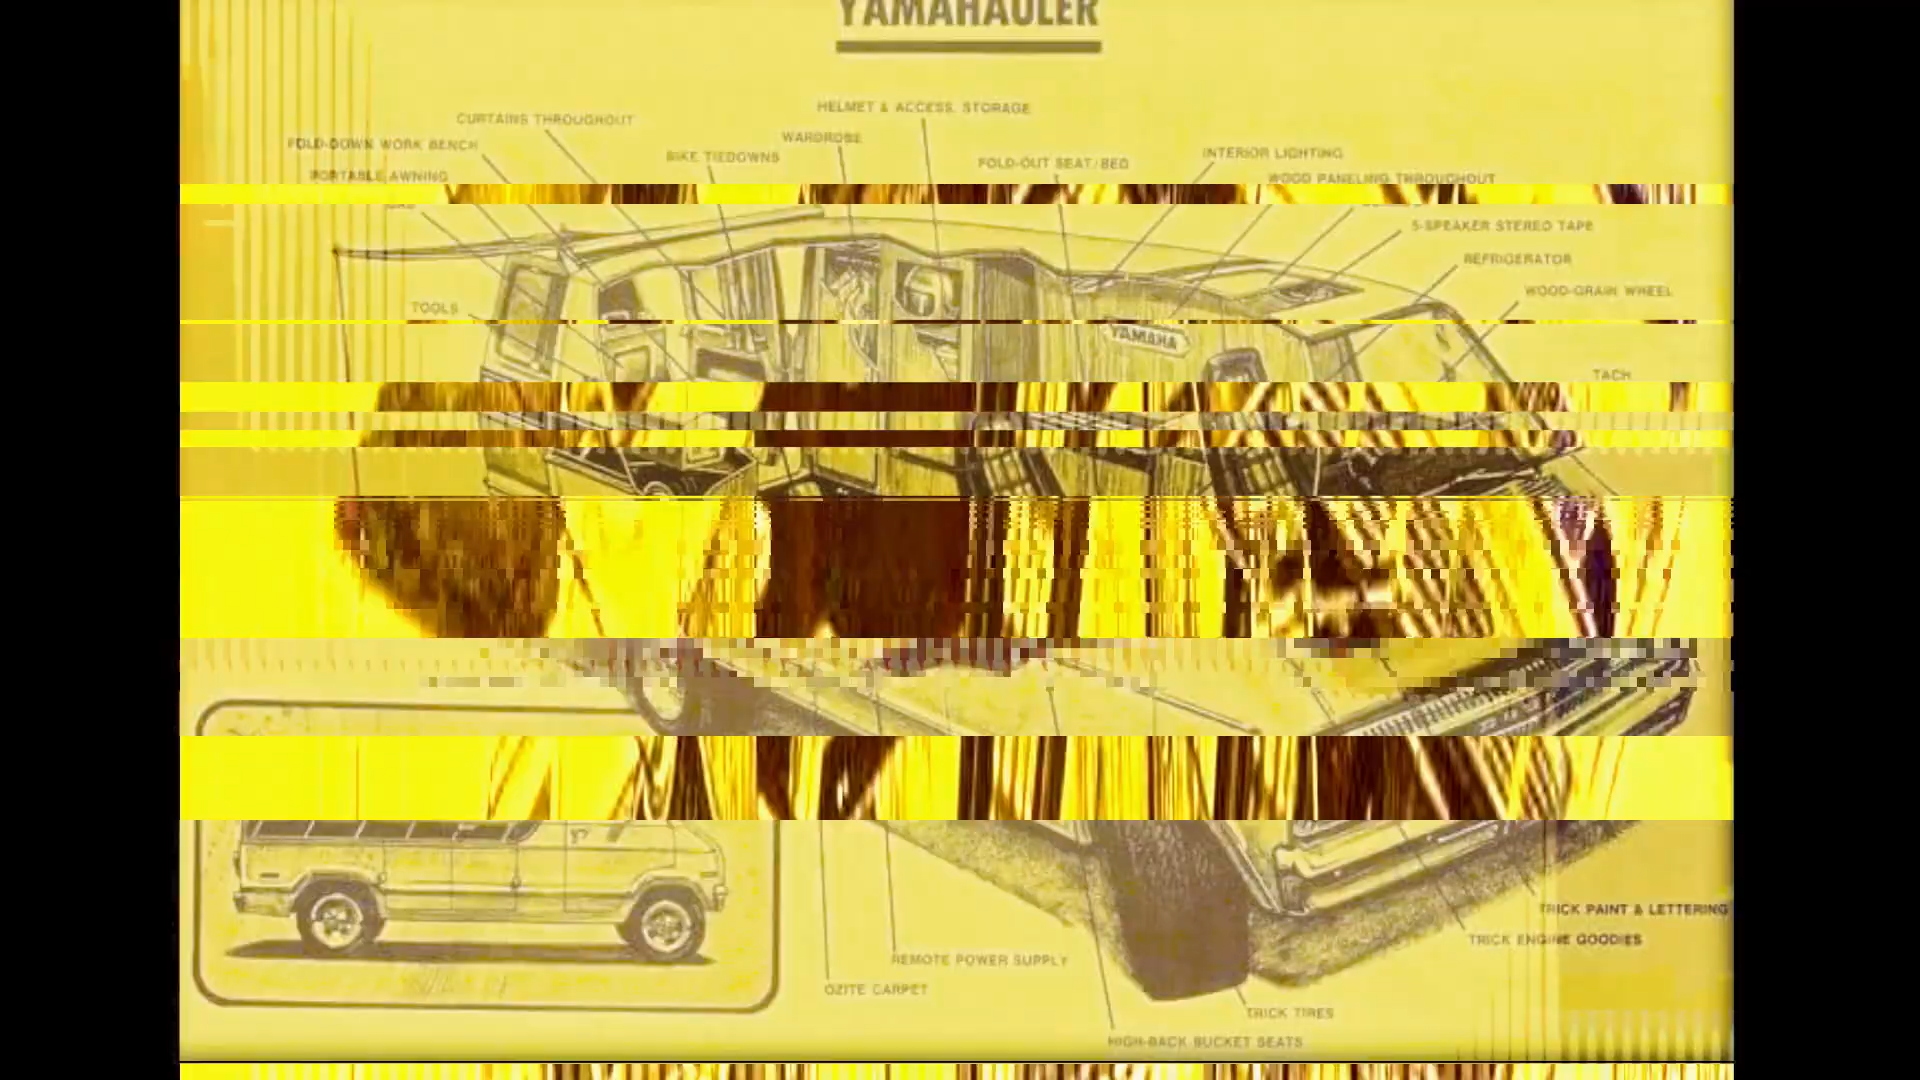 YAMAHAULER
HELMET & ACCESS. STORAGE
CURTAINS THROUGHOUT
WARDROBE
FOLD-DOWN WORK BENCH
BIKE TIEDOWNS
INTERIOR LIGHTING
FOLD-OUT SEAT/BED
PORTABLE AWNING
WOOD PANELING THROUGHOUT
5-SPEAKER STEREO TAPE
REFRIGERATOR
WOOD-GRAIN WHEEL
TOOLS
YAMAHA
TACH
TRICK PAINT & LETTERING
TRICK ENGINE GOODIES
REMOTE POWER SUPPLY
OZITE CARPET
TRICK TIRES
HIGH-BACK BUCKET SEATS